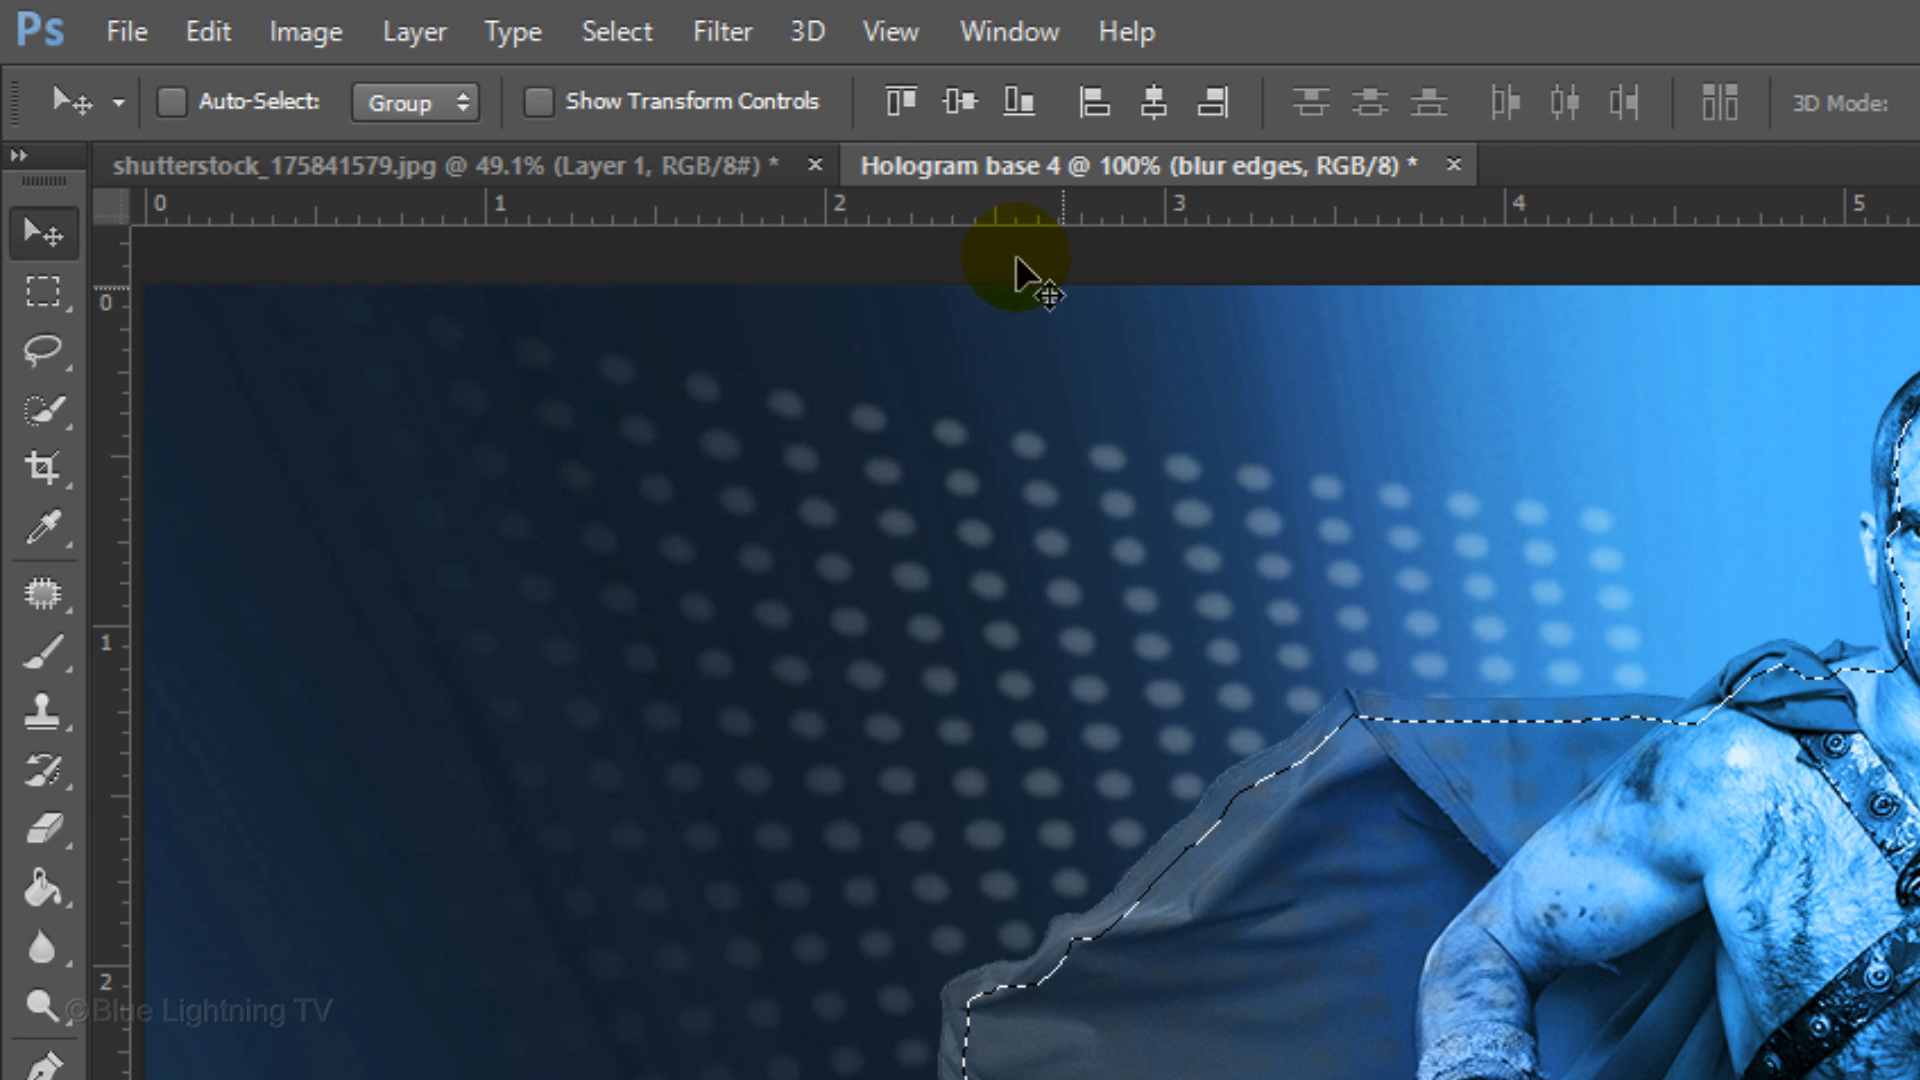 Ps File Edit Image Layer Type Select Filter 3D View Window Help
Auto-Select: Group Show Transform Controls 3D Mode:
shutterstock_175841579.jpg @ 49.1% (Layer 1, RGB/8#) * × Hologram base 4 @ 100% (blur edges, RGB/8) * ×
0 1 2 3 4 5
0
1
2
©Blue Lightning TV